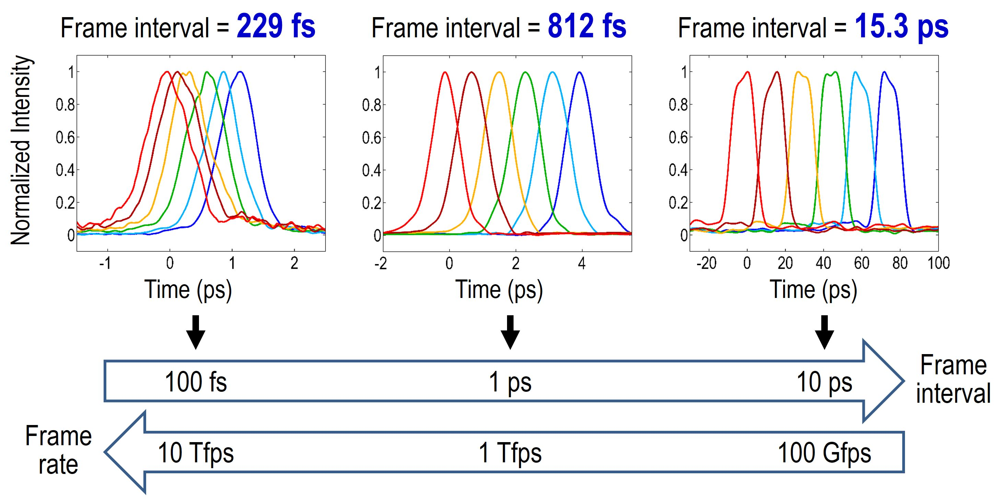 Frame interval = 229 fs
Frame interval = 812 fs
Frame interval = 15.3 ps
Normalized Intensity
1
0.8
0.6
0.4
0.2
0
-1 0 1 2
Time (ps)
1
0.8
0.6
0.4
0.2
0
-2 0 2 4
Time (ps)
1
0.8
0.6
0.4
0.2
0
-20 0 20 40 60 80 100
Time (ps)
100 fs 1 ps 10 ps
Frame
interval
Frame
rate
10 Tfps 1 Tfps 100 Gfps